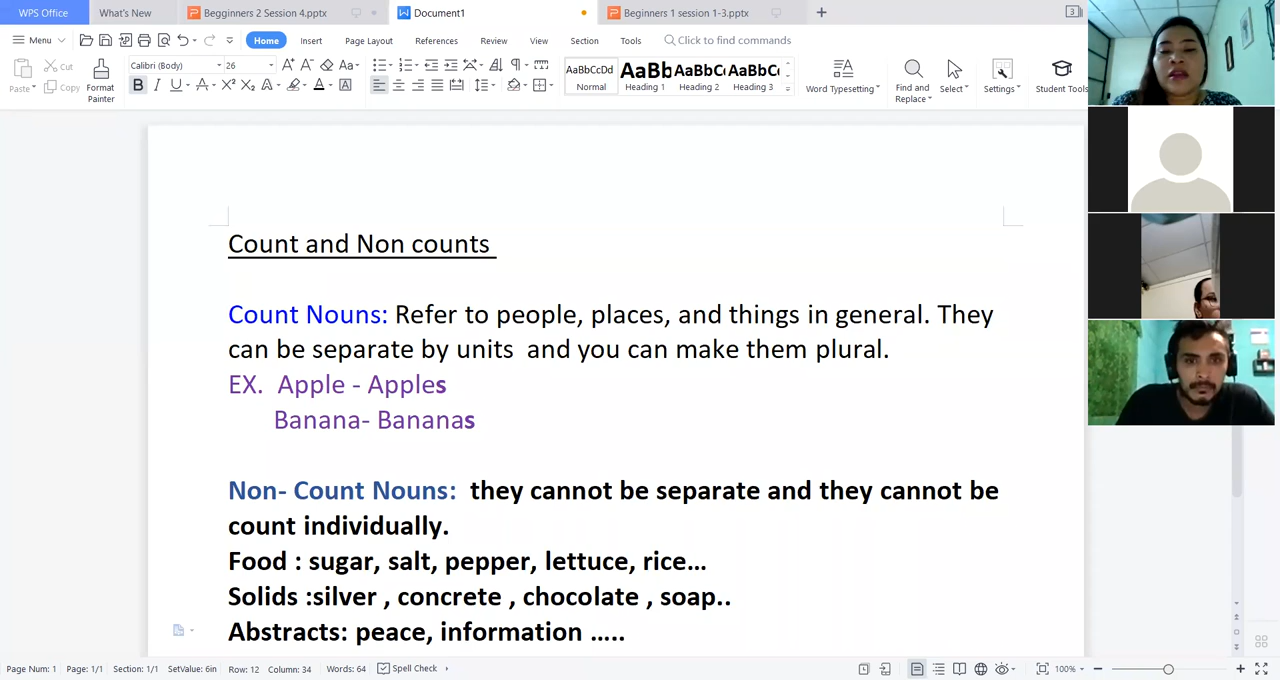 WPS Office What's New Begginners 2 Session 4.pptx Document1 Beginners 1 session 1-3.pptx 3
Menu Home Insert Page Layout References Review View Section Tools Click to find commands
Paste Cut Copy Format Painter Calibri (Body) 26 AaBbCcDd Normal AaBb Heading 1 AaBbCc Heading 2 AaBbCc Heading 3 Word Typesetting Find and Replace Select Settings Student Tools
Count and Non counts
Count Nouns: Refer to people, places, and things in general. They
can be separate by units and you can make them plural.
EX. Apple - Apples
Banana- Bananas
Non- Count Nouns: they cannot be separate and they cannot be
count individually.
Food : sugar, salt, pepper, lettuce, rice...
Solids :silver , concrete , chocolate , soap..
Abstracts: peace, information .....
Page Num: 1 Page: 1/1 Section: 1/1 SetValue: 6in Row: 12 Column: 34 Words: 64 Spell Check 100%